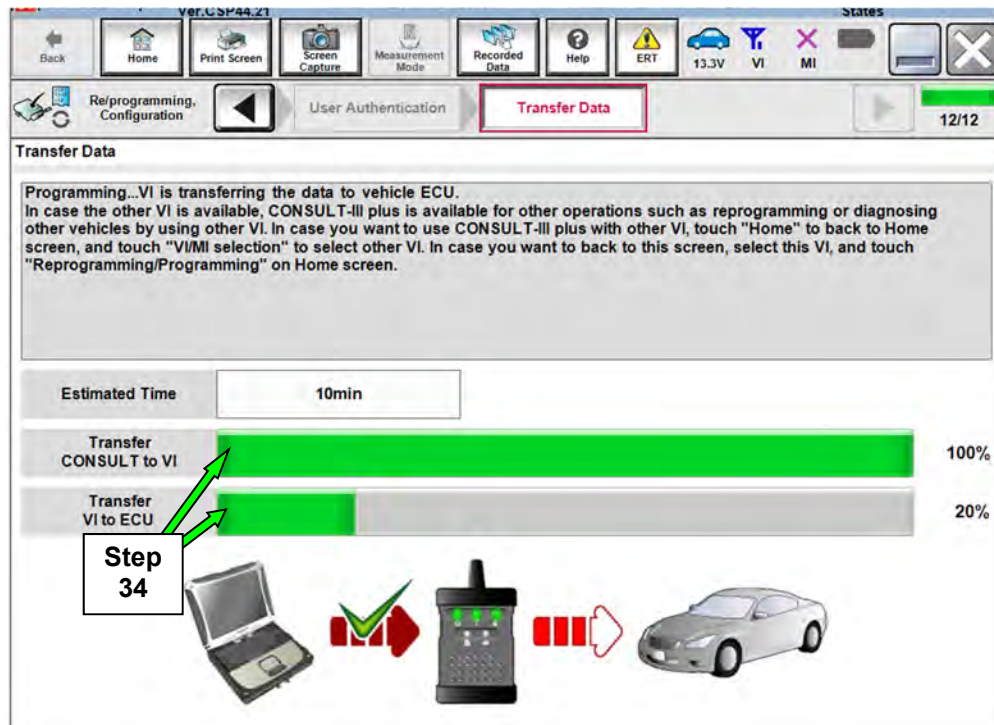 Ver.CSP44.21
States
Back
Home
Print Screen
Screen
Capture
Measurement
Mode
Recorded
Data
Help
ERT
13.3V
VI
MI
Re/programming,
Configuration
User Authentication
Transfer Data
12/12
Transfer Data
Programming...VI is transferring the data to vehicle ECU.
In case the other VI is available, CONSULT-III plus is available for other operations such as reprogramming or diagnosing
other vehicles by using other VI. In case you want to use CONSULT-III plus with other VI, touch "Home" to back to Home
screen, and touch "VI/MI selection" to select other VI. In case you want to back to this screen, select this VI, and touch
"Reprogramming/Programming" on Home screen.
Estimated Time
10min
Transfer
CONSULT to VI
100%
Transfer
VI to ECU
20%
Step
34